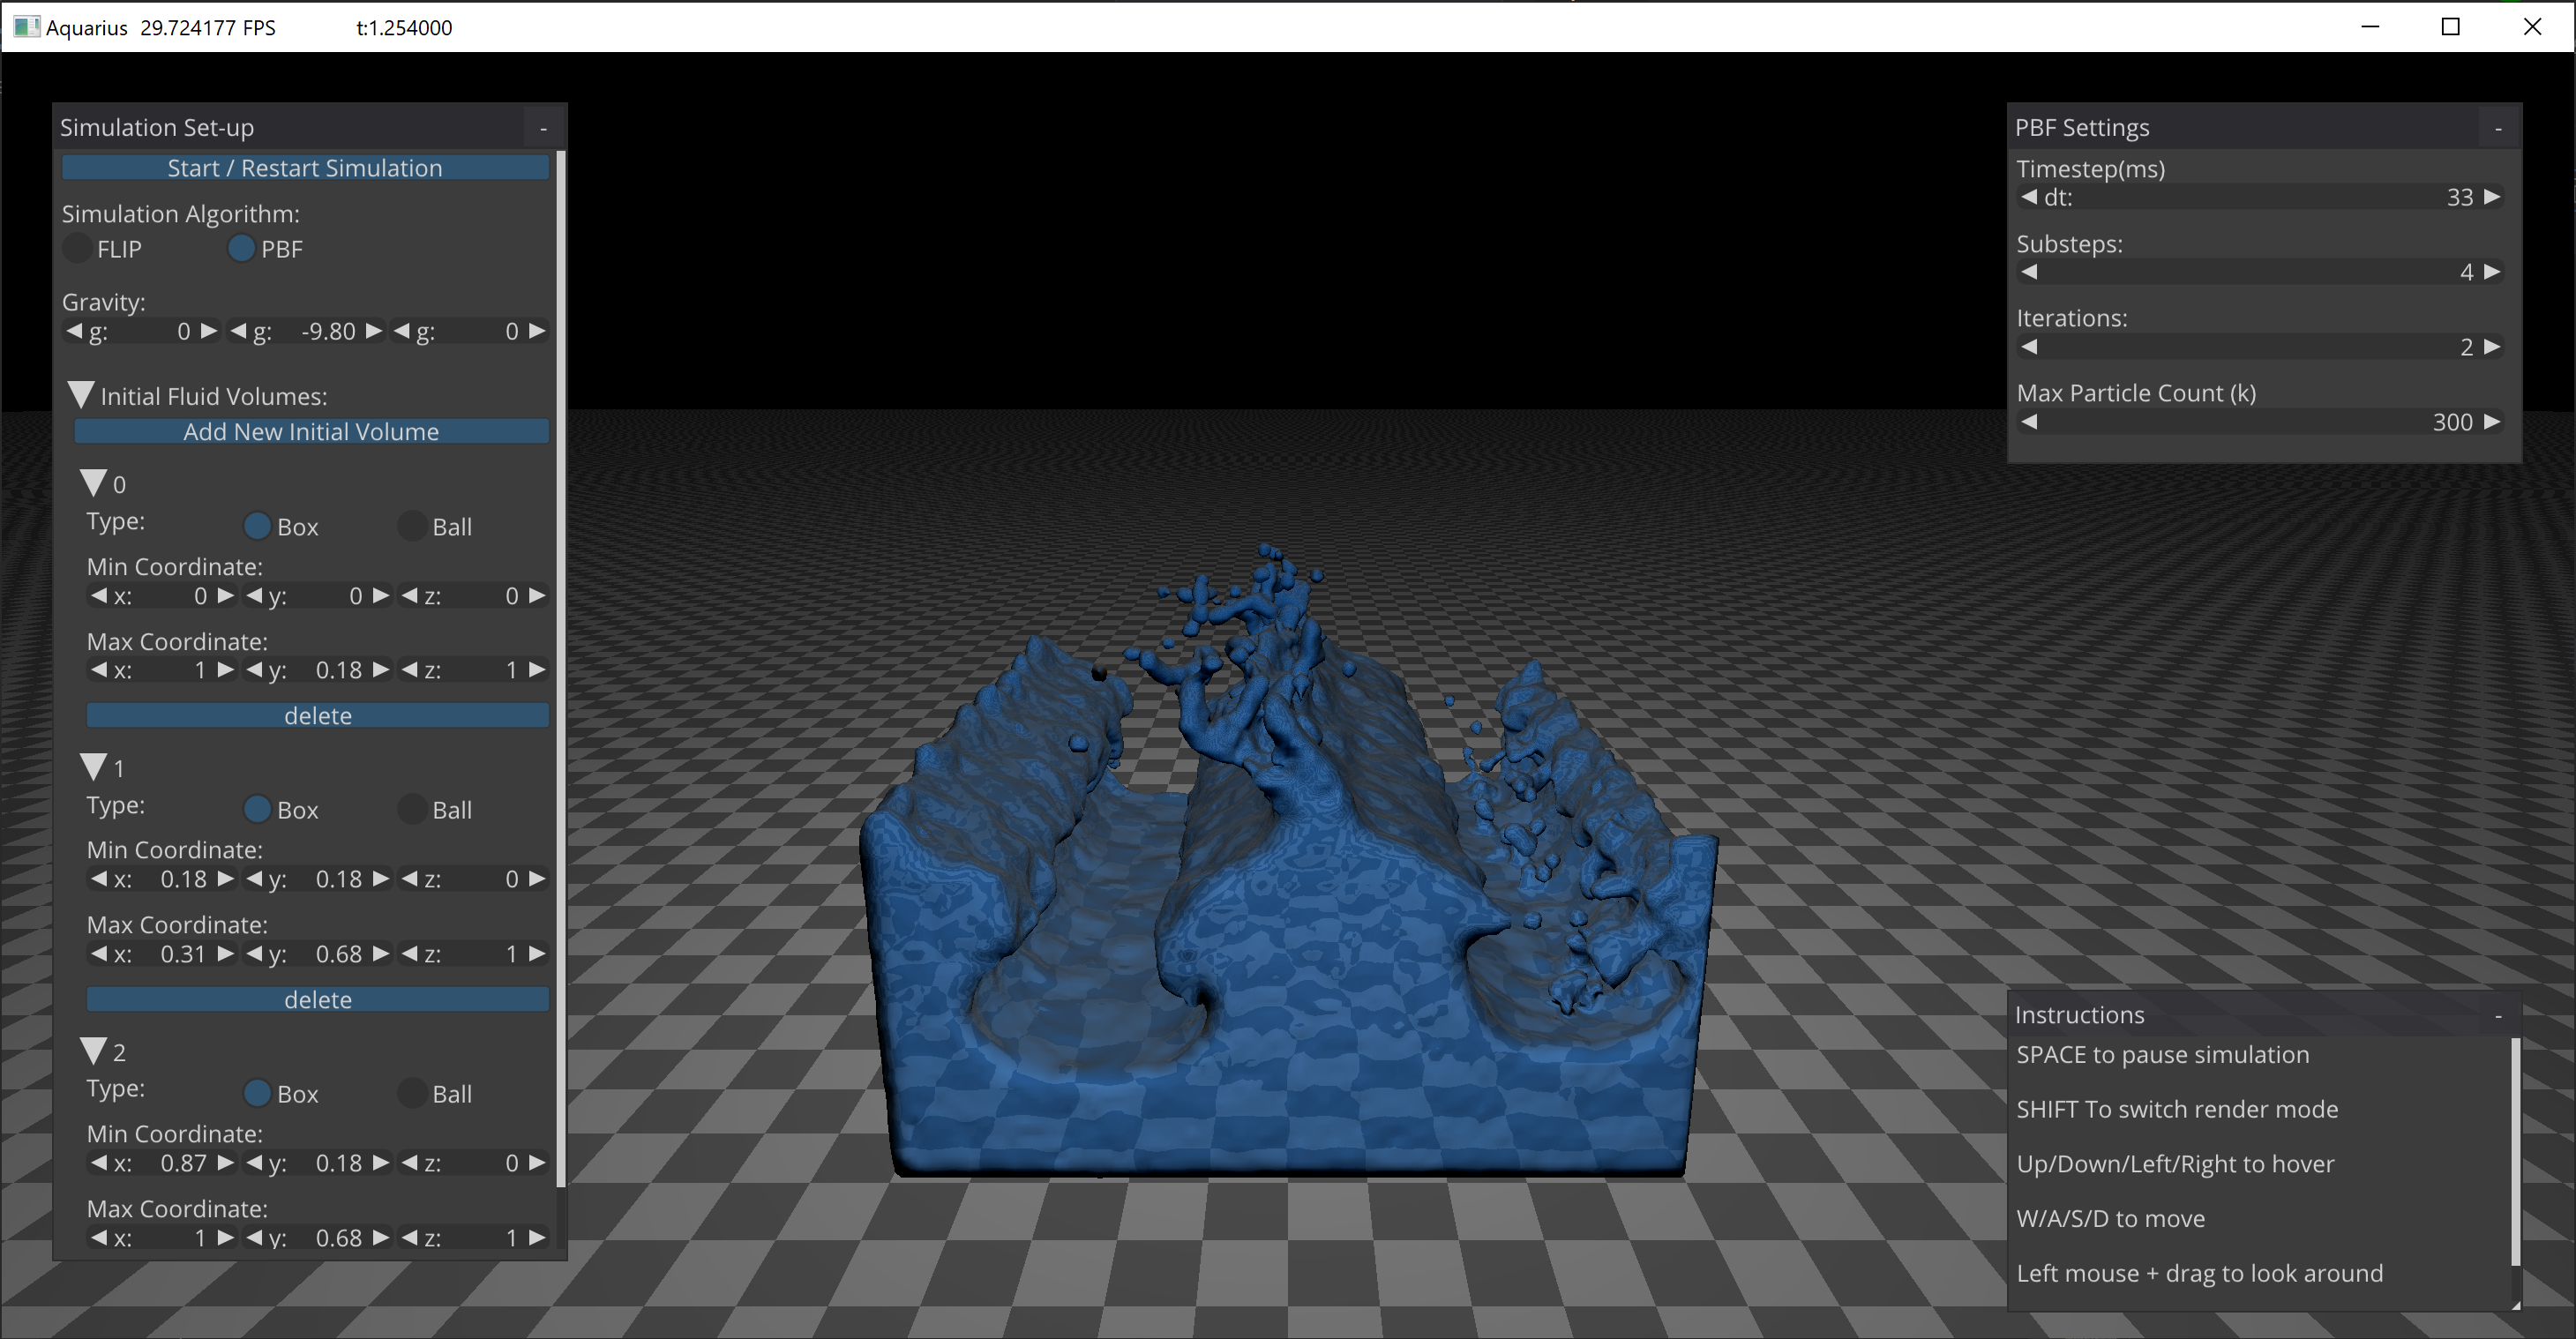 Aquarius 29.724177 FPS t:1.254000
Simulation Set-up -
Start / Restart Simulation
Simulation Algorithm:
FLIP PBF
Gravity:
g: 0 g: -9.80 g: 0
Initial Fluid Volumes:
Add New Initial Volume
0
Type: Box Ball
Min Coordinate:
x: 0 y: 0 z: 0
Max Coordinate:
x: 1 y: 0.18 z: 1
delete
1
Type: Box Ball
Min Coordinate:
x: 0.18 y: 0.18 z: 0
Max Coordinate:
x: 0.31 y: 0.68 z: 1
delete
2
Type: Box Ball
Min Coordinate:
x: 0.87 y: 0.18 z: 0
Max Coordinate:
x: 1 y: 0.68 z: 1
PBF Settings -
Timestep(ms)
dt: 33
Substeps:
4
Iterations:
2
Max Particle Count (k)
300
Instructions -
SPACE to pause simulation
SHIFT To switch render mode
Up/Down/Left/Right to hover
W/A/S/D to move
Left mouse + drag to look around